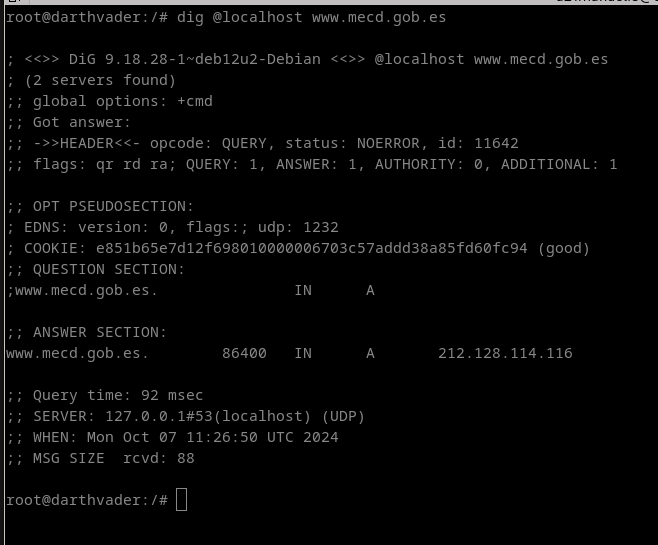 root@darthvader:/# dig @localhost www.mecd.gob.es
; <<>> DiG 9.18.28-1~deb12u2-Debian <<>> @localhost www.mecd.gob.es
; (2 servers found)
;; global options: +cmd
;; Got answer:
;; ->>HEADER<<- opcode: QUERY, status: NOERROR, id: 11642
;; flags: qr rd ra; QUERY: 1, ANSWER: 1, AUTHORITY: 0, ADDITIONAL: 1
;; OPT PSEUDOSECTION:
; EDNS: version: 0, flags:; udp: 1232
; COOKIE: e851b65e7d12f698010000006703c57addd38a85fd60fc94 (good)
;; QUESTION SECTION:
;www.mecd.gob.es. IN A
;; ANSWER SECTION:
www.mecd.gob.es. 86400 IN A 212.128.114.116
;; Query time: 92 msec
;; SERVER: 127.0.0.1#53(localhost) (UDP)
;; WHEN: Mon Oct 07 11:26:50 UTC 2024
;; MSG SIZE rcvd: 88
root@darthvader:/#